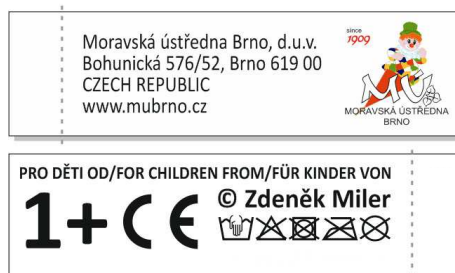 Moravská ústředna Brno, d.u.v.
Bohunická 576/52, Brno 619 00
CZECH REPUBLIC
www.mubrno.cz
since
1909
MÚ
MORAVSKÁ ÚSTŘEDNA
BRNO
PRO DĚTI OD/FOR CHILDREN FROM/FÜR KINDER VON
1+ CE
© Zdeněk Miler